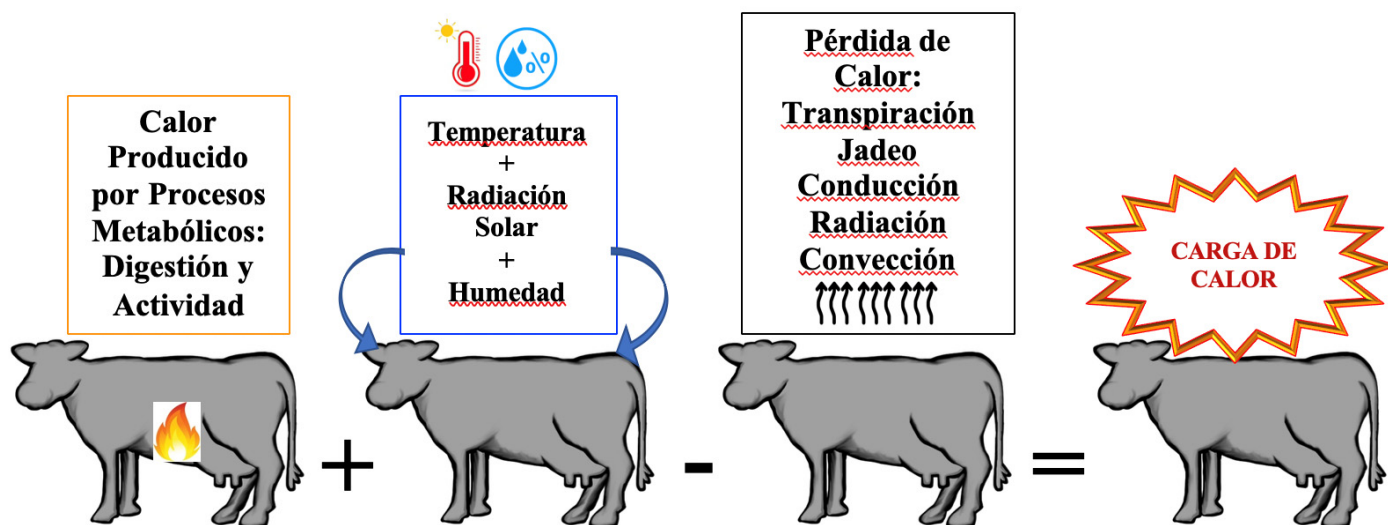 Calor
Producido
por Procesos
Metabólicos:
Digestión y
Actividad
%
Temperatura
+
Radiación
Solar
+
Humedad
Pérdida de
Calor:
Transpiración
Jadeo
Conducción
Radiación
Convección
CARGA DE
CALOR
+
-
=